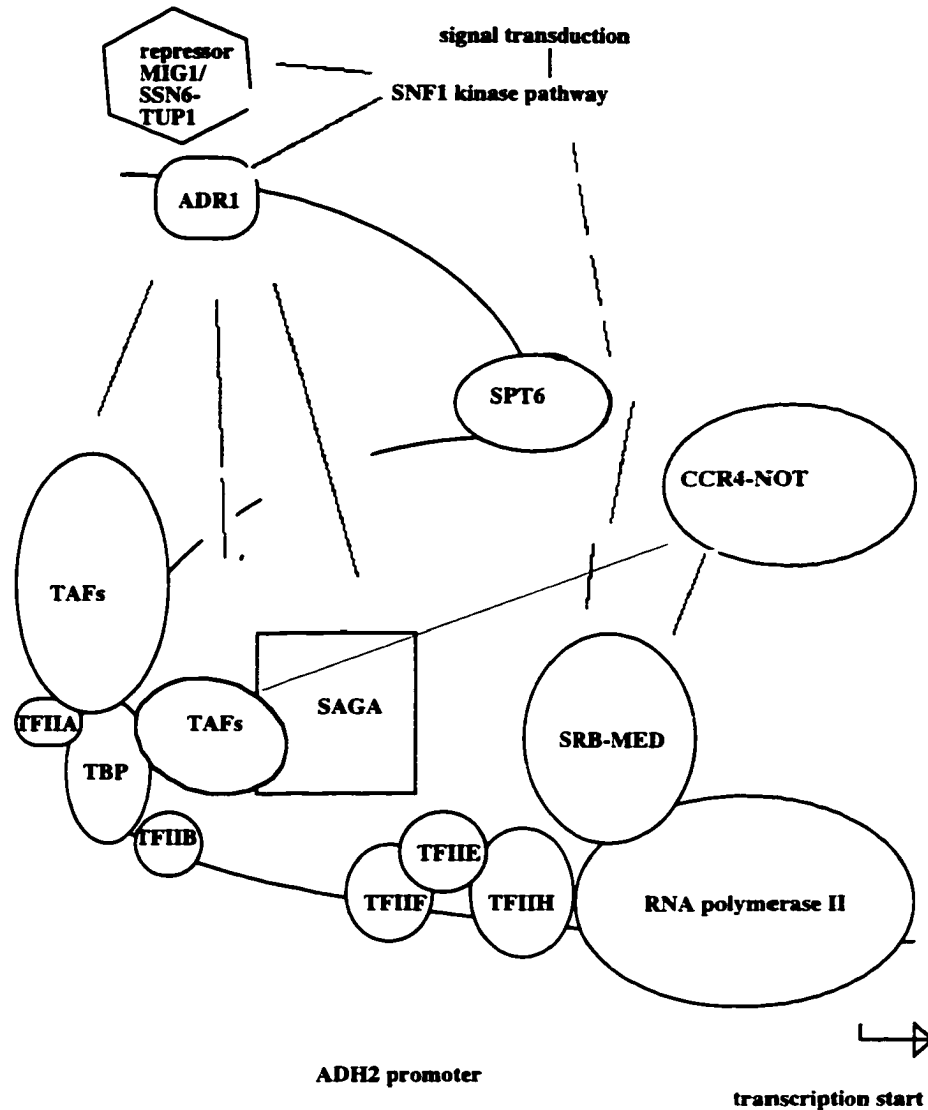 signal transduction
repressor
MIG1/
SSN6-
TUP1
SNF1 kinase pathway
ADR1
SPT6
CCR4-NOT
TAFs
SAGA
TFIIA
TAFs
SRB-MED
TBP
TFIIB
TFIIE
TFIIF
TFIIH
RNA polymerase II
ADH2 promoter
transcription start